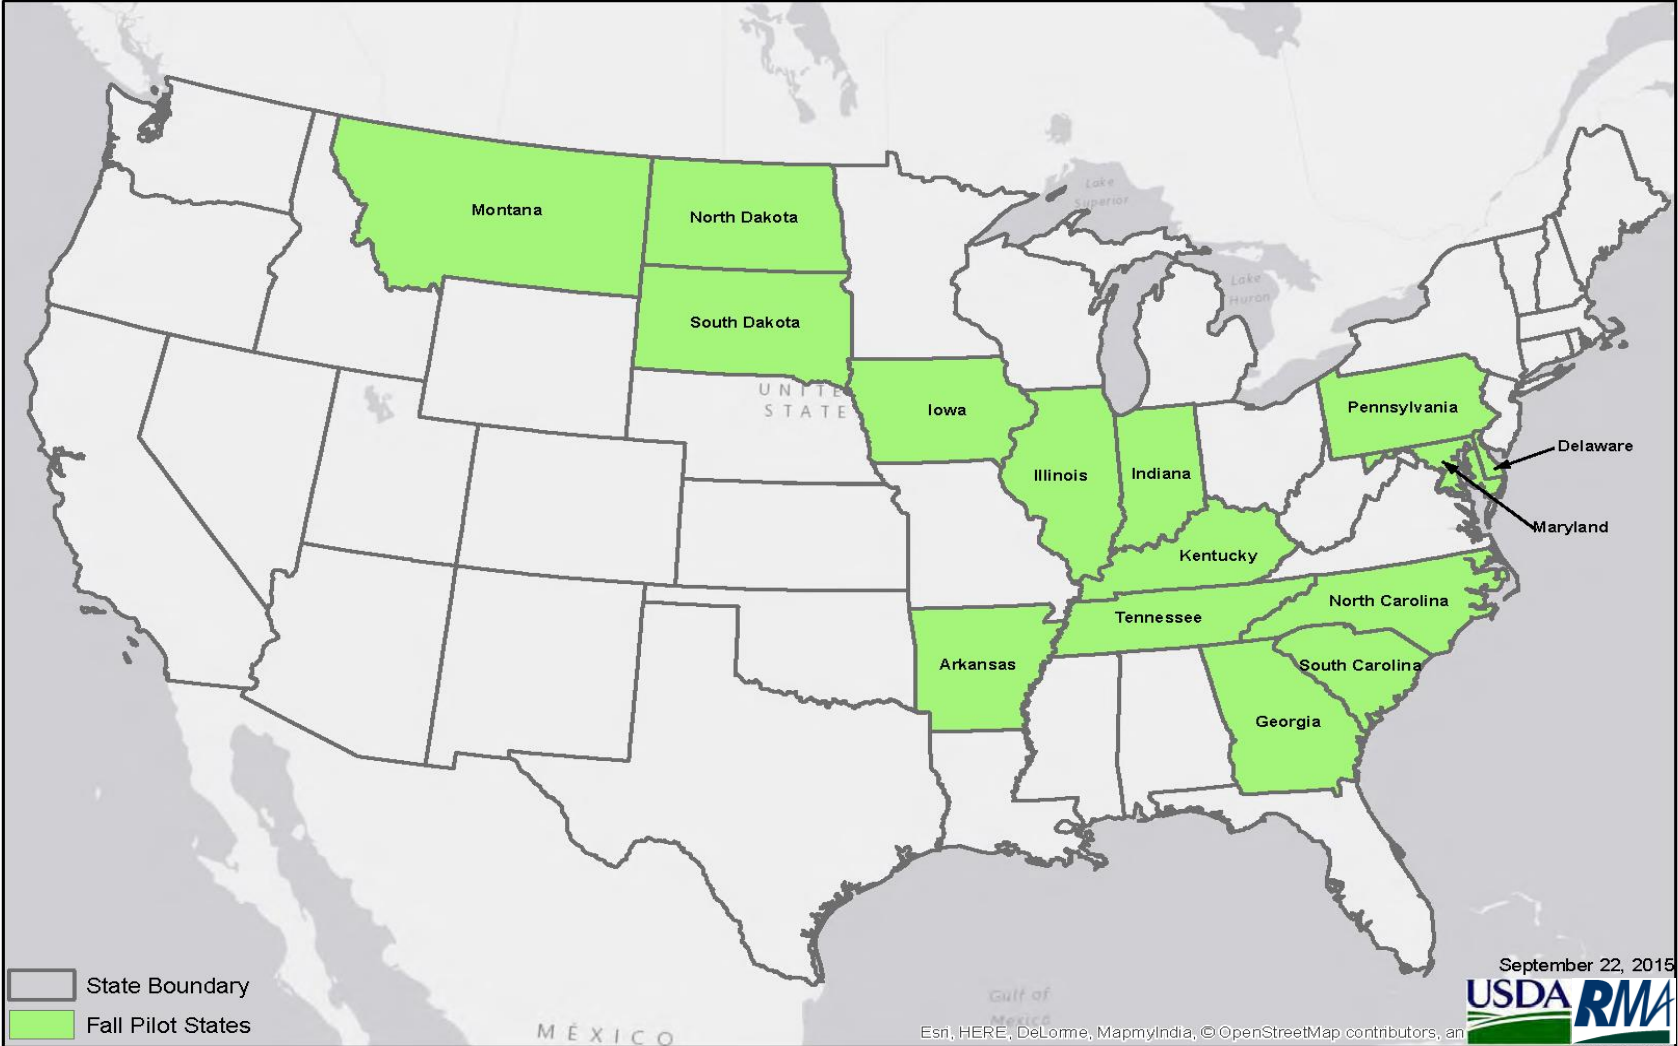 Lake
Superior
Montana
North Dakota
Lake
Huron
South Dakota
UNITE
STATE
Iowa
Pennsylvania
Delaware
Illinois
Indiana
Maryland
Kentucky
North Carolina
Tennessee
Arkansas
South Carolina
Georgia
September 22, 2015
State Boundary
Fall Pilot States
USDA RMA
Gulf of
Mexico
MÉXICO
Esri, HERE, DeLorme, MapmyIndia, © OpenStreetMap contributors, an